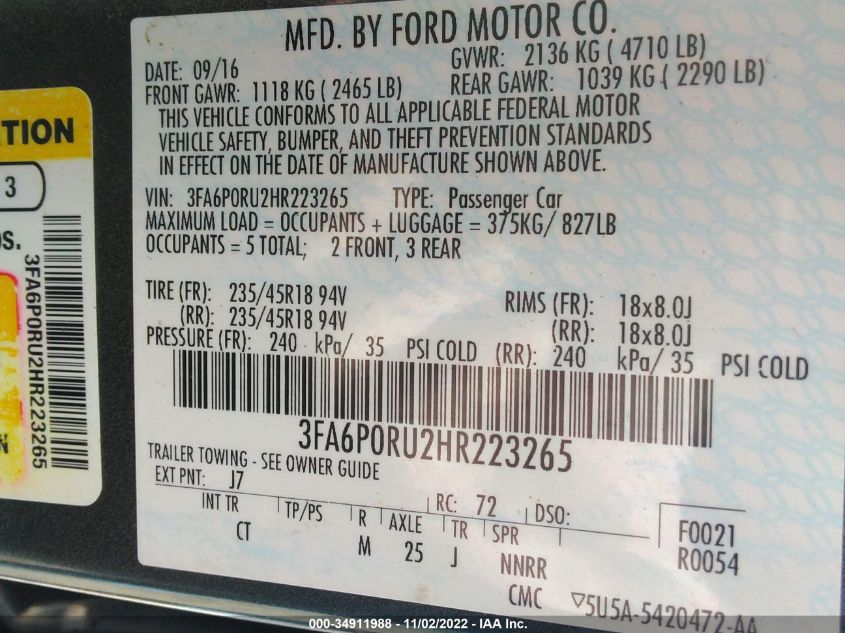 MFD. BY FORD MOTOR CO.
DATE: 09/16 GVWR: 2136 KG ( 4710 LB)
FRONT GAWR: 1118 KG ( 2465 LB) REAR GAWR: 1039 KG ( 2290 LB)
THIS VEHICLE CONFORMS TO ALL APPLICABLE FEDERAL MOTOR
VEHICLE SAFETY, BUMPER, AND THEFT PREVENTION STANDARDS
IN EFFECT ON THE DATE OF MANUFACTURE SHOWN ABOVE.
VIN: 3FA6P0RU2HR223265 TYPE: Passenger Car
MAXIMUM LOAD = OCCUPANTS + LUGGAGE = 375KG/ 827LB
OCCUPANTS = 5 TOTAL; 2 FRONT, 3 REAR
TIRE (FR): 235/45R18 94V RIMS (FR): 18x8.0J
(RR): 235/45R18 94V (RR): 18x8.0J
PRESSURE (FR): 240 kPa/ 35 PSI COLD (RR): 240 kPa/ 35 PSI COLD
3FA6P0RU2HR223265
TRAILER TOWING - SEE OWNER GUIDE
EXT PNT: J7 RC: 72 DSO:
INT TR TP/PS R AXLE TR SPR F0021
CT M 25 J NNRR R0054
CMC ▽5U5A-5420472-AA
TION
3
OS.
3FA6P0RU2HR223265
N
000-34911988 - 11/02/2022 - IAA Inc.